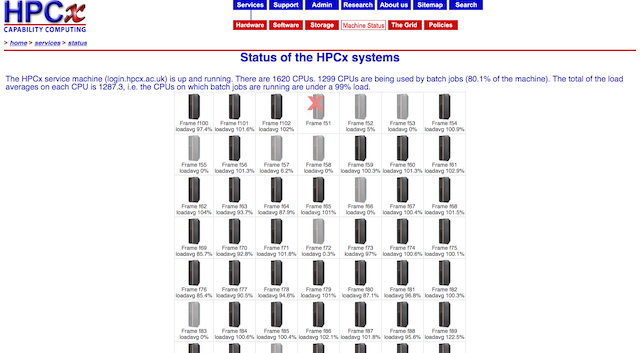 HPCx
CAPABILITY COMPUTING
Services Support Admin Research About us Sitemap Search
Hardware Software Storage Machine Status The Grid Policies
> home > services > status
Status of the HPCx systems
The HPCx service machine (login.hpcx.ac.uk) is up and running. There are 1620 CPUs. 1299 CPUs are being used by batch jobs (80.1% of the machine). The total of the load
averages on each CPU is 1287.3, i.e. the CPUs on which batch jobs are running are under a 99% load.
Frame f100 Frame f101 Frame f102 Frame f51 Frame f52 Frame f53 Frame f54
loadavg 97.4% loadavg 101.6% loadavg 102% loadavg 5% loadavg 0% loadavg 100.9%
Frame f55 Frame f56 Frame f57 Frame f58 Frame f59 Frame f60 Frame f61
loadavg 0% loadavg 101.3% loadavg 6.2% loadavg 0% loadavg 100.3% loadavg 101.3% loadavg 102.9%
Frame f62 Frame f63 Frame f64 Frame f65 Frame f66 Frame f67 Frame f68
loadavg 104% loadavg 93.7% loadavg 87.9% loadavg 101% loadavg 0% loadavg 100.4% loadavg 101.5%
Frame f69 Frame f70 Frame f71 Frame f72 Frame f73 Frame f74 Frame f75
loadavg 85.7% loadavg 92.8% loadavg 101.8% loadavg 0.3% loadavg 97% loadavg 100.6% loadavg 100.1%
Frame f76 Frame f77 Frame f78 Frame f79 Frame f80 Frame f81 Frame f82
loadavg 85.4% loadavg 90.5% loadavg 94.6% loadavg 101% loadavg 87.1% loadavg 96.8% loadavg 100.3%
Frame f83 Frame f84 Frame f85 Frame f86 Frame f87 Frame f88 Frame f89
loadavg 0% loadavg 100.6% loadavg 100.4% loadavg 102.1% loadavg 101.8% loadavg 95.6% loadavg 122.5%